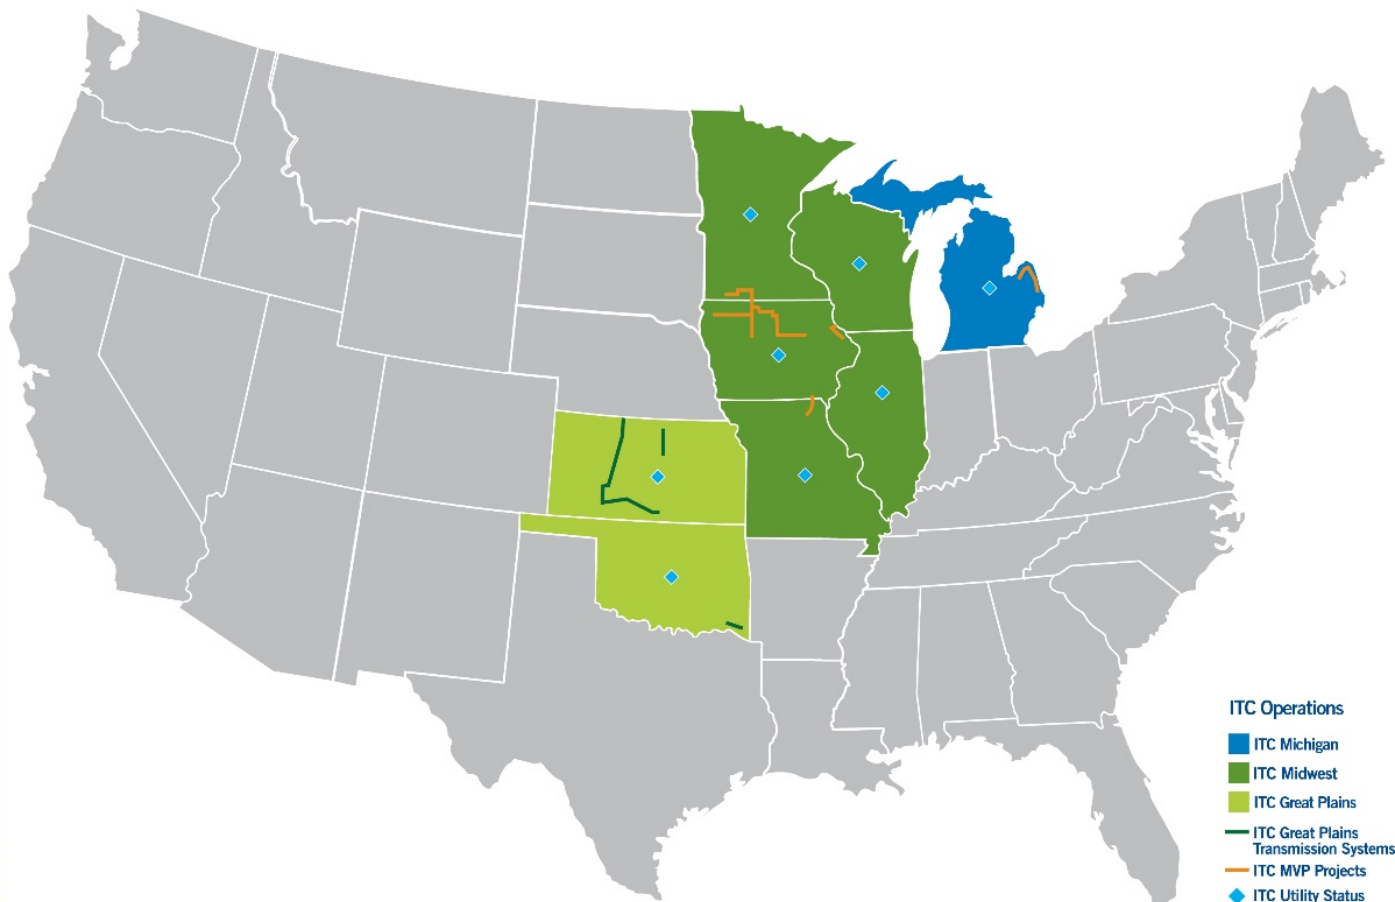 ITC Operations
ITC Michigan
ITC Midwest
ITC Great Plains
ITC Great Plains
Transmission Systems
ITC MVP Projects
ITC Utility Status